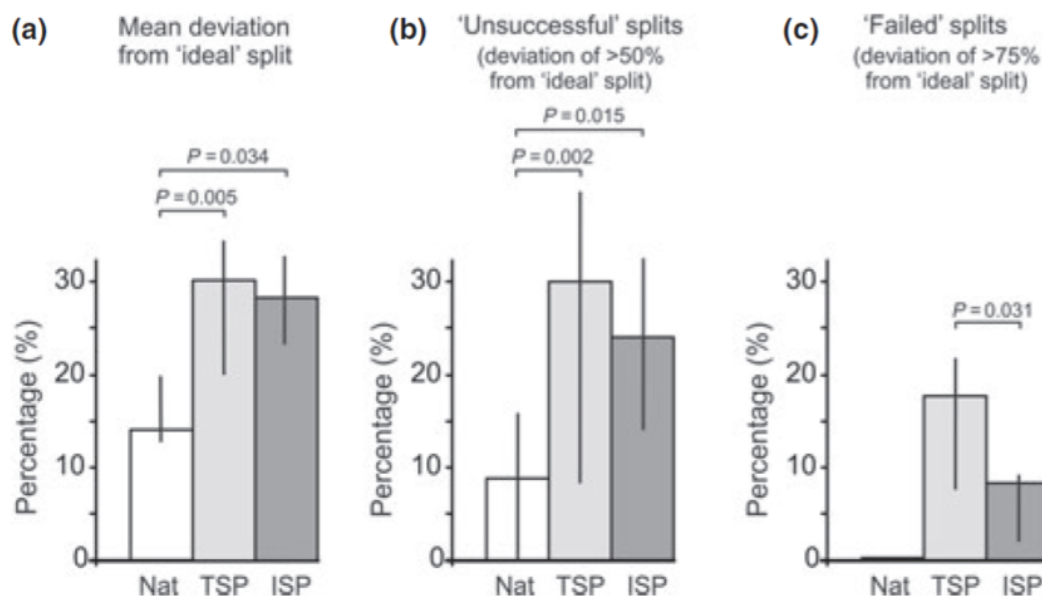 (a) Mean deviation
from ‘ideal’ split
P = 0.034
P = 0.005
Percentage (%)
30
20
10
0
Nat TSP ISP
(b) ‘Unsuccessful’ splits
(deviation of >50%
from ‘ideal’ split)
P = 0.015
P = 0.002
Percentage (%)
30
20
10
0
Nat TSP ISP
(c) ‘Failed’ splits
(deviation of >75%
from ‘ideal’ split)
P = 0.031
Percentage (%)
30
20
10
0
Nat TSP ISP